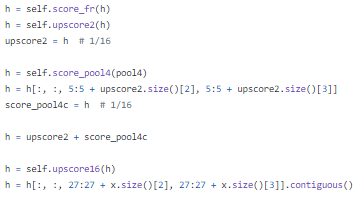 h = self.score_fr(h)
h = self.upscore2(h)
upscore2 = h  # 1/16
h = self.score_pool4(pool4)
h = h[:, :, 5:5 + upscore2.size()[2], 5:5 + upscore2.size()[3]]
score_pool4c = h  # 1/16
h = upscore2 + score_pool4c
h = self.upscore16(h)
h = h[:, :, 27:27 + x.size()[2], 27:27 + x.size()[3]].contiguous()